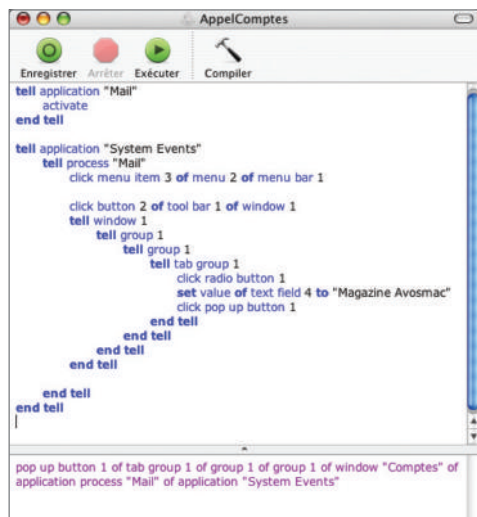 AppelComptes
Enregistrer Arrêter Exécuter Compiler
tell application "Mail"
activate
end tell
tell application "System Events"
tell process "Mail"
click menu item 3 of menu 2 of menu bar 1
click button 2 of tool bar 1 of window 1
tell window 1
tell group 1
tell group 1
tell tab group 1
click radio button 1
set value of text field 4 to "Magazine Avosmac"
click pop up button 1
end tell
end tell
end tell
end tell
end tell
end tell
pop up button 1 of tab group 1 of group 1 of group 1 of window "Comptes" of
application process "Mail" of application "System Events"